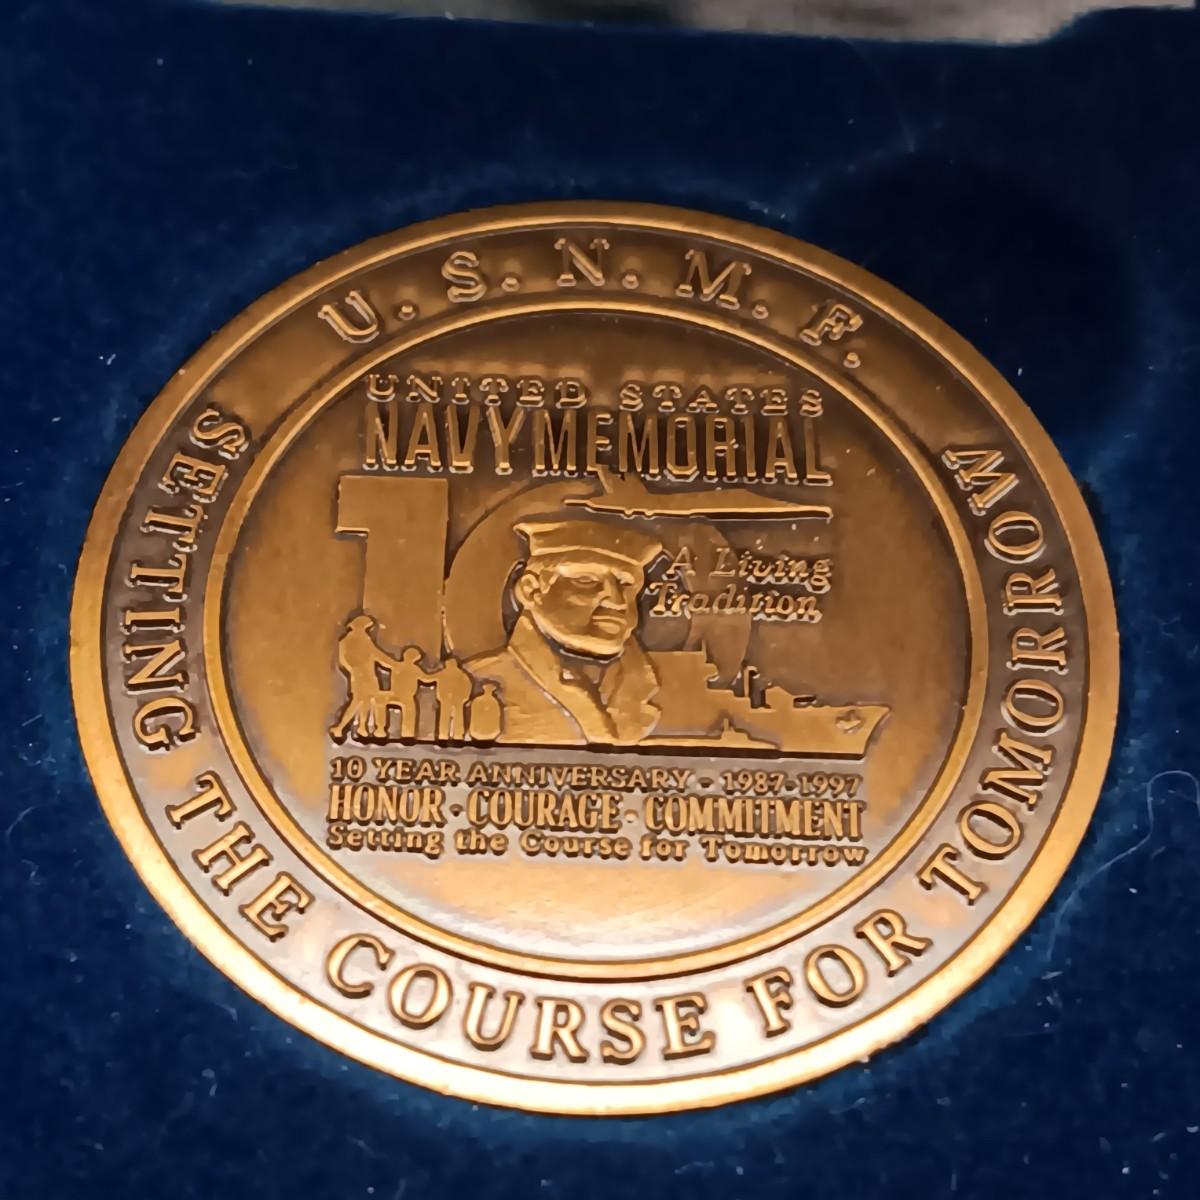 U.S.N.M.F.
SETTING THE COURSE FOR TOMORROW
UNITED STATES
NAVY MEMORIAL
10
A Living
Tradition
10 YEAR ANNIVERSARY - 1987-1997
HONOR · COURAGE · COMMITMENT
Setting the Course for Tomorrow